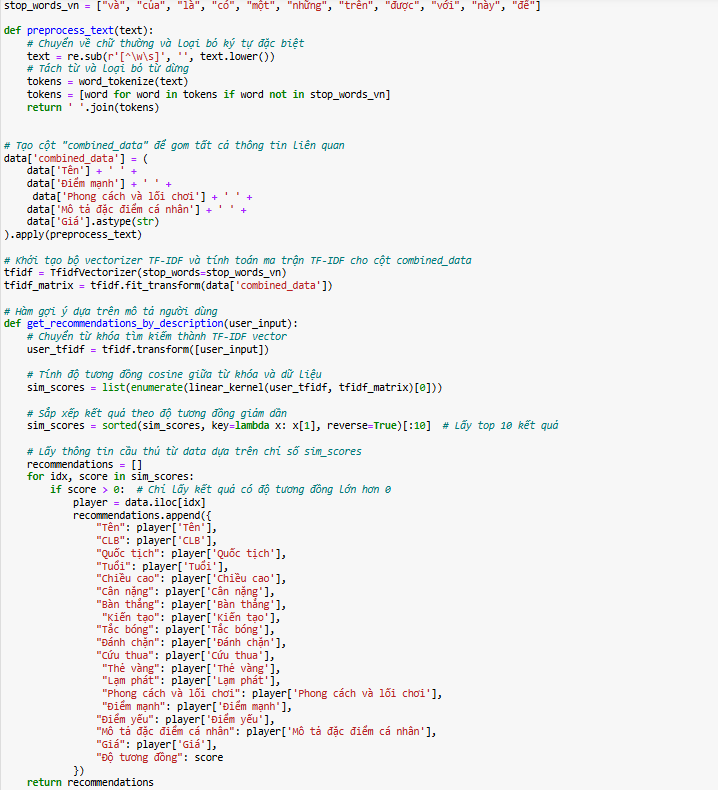 stop_words_vn = ["và", "của", "là", "có", "một", "những", "trên", "được", "với", "này", "để"]
def preprocess_text(text):
# Chuyển về chữ thường và loại bỏ ký tự đặc biệt
text = re.sub(r'[^\w\s]', '', text.lower())
# Tách từ và loại bỏ từ dừng
tokens = word_tokenize(text)
tokens = [word for word in tokens if word not in stop_words_vn]
return ' '.join(tokens)
# Tạo cột "combined_data" để gom tất cả thông tin liên quan
data['combined_data'] = (
data['Tên'] + ' ' +
data['Điểm mạnh'] + ' ' +
data['Phong cách và lối chơi'] + ' ' +
data['Mô tả đặc điểm cá nhân'] + ' ' +
data['Giá'].astype(str)
).apply(preprocess_text)
# Khởi tạo bộ vectorizer TF-IDF và tính toán ma trận TF-IDF cho cột combined_data
tfidf = TfidfVectorizer(stop_words=stop_words_vn)
tfidf_matrix = tfidf.fit_transform(data['combined_data'])
# Hàm gợi ý dựa trên mô tả người dùng
def get_recommendations_by_description(user_input):
# Chuyển từ khóa tìm kiếm thành TF-IDF vector
user_tfidf = tfidf.transform([user_input])
# Tính độ tương đồng cosine giữa từ khóa và dữ liệu
sim_scores = list(enumerate(linear_kernel(user_tfidf, tfidf_matrix)[0]))
# Sắp xếp kết quả theo độ tương đồng giảm dần
sim_scores = sorted(sim_scores, key=lambda x: x[1], reverse=True)[:10] # Lấy top 10 kết quả
# Lấy thông tin cầu thủ từ data dựa trên chỉ số sim_scores
recommendations = []
for idx, score in sim_scores:
if score > 0: # Chỉ lấy kết quả có độ tương đồng lớn hơn 0
player = data.iloc[idx]
recommendations.append({
"Tên": player['Tên'],
"CLB": player['CLB'],
"Quốc tịch": player['Quốc tịch'],
"Tuổi": player['Tuổi'],
"Chiều cao": player['Chiều cao'],
"Cân nặng": player['Cân nặng'],
"Bàn thắng": player['Bàn thắng'],
"Kiến tạo": player['Kiến tạo'],
"Tắc bóng": player['Tắc bóng'],
"Đánh chặn": player['Đánh chặn'],
"Cứu thua": player['Cứu thua'],
"Thẻ vàng": player['Thẻ vàng'],
"Lạm phát": player['Lạm phát'],
"Phong cách và lối chơi": player['Phong cách và lối chơi'],
"Điểm mạnh": player['Điểm mạnh'],
"Điểm yếu": player['Điểm yếu'],
"Mô tả đặc điểm cá nhân": player['Mô tả đặc điểm cá nhân'],
"Giá": player['Giá'],
"Độ tương đồng": score
})
return recommendations